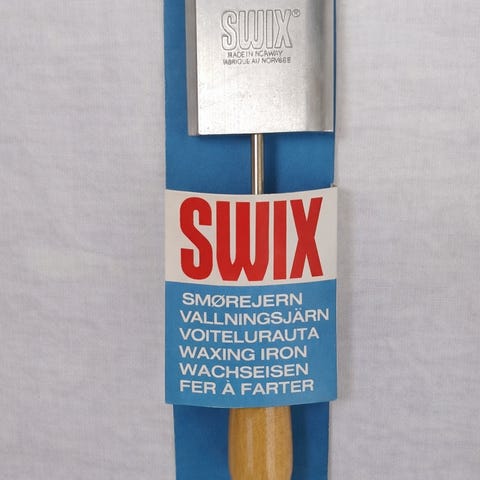 SWIX®
MADE IN NORWAY
FABRIQUE AU NORVEGE
SWIX
SMØREJERN
VALLNINGSJÄRN
VOITELURAUTA
WAXING IRON
WACHSEISEN
FER À FARTER